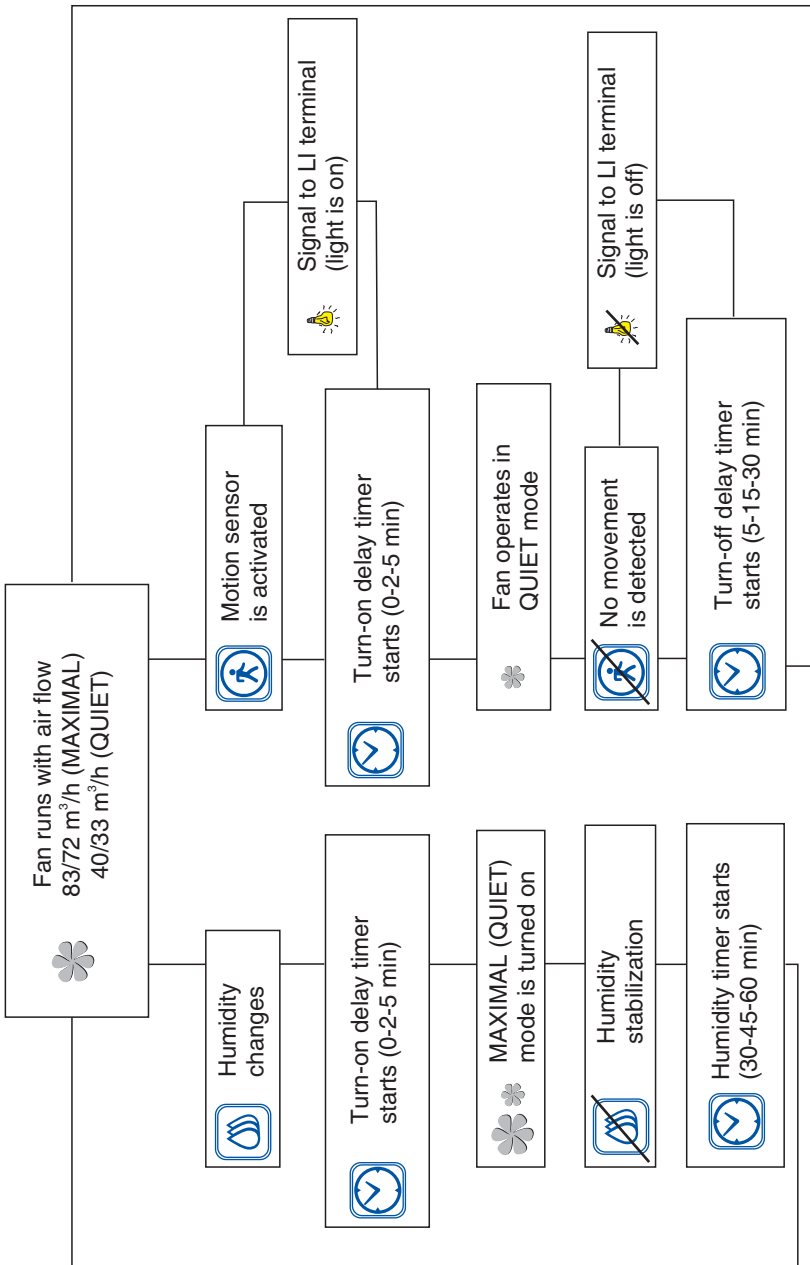 Fan runs with air flow
83/72 m³/h (MAXIMAL)
40/33 m³/h (QUIET)
Humidity
changes
Turn-on delay timer
starts (0-2-5 min)
MAXIMAL (QUIET)
mode is turned on
Humidity
stabilization
Humidity timer starts
(30-45-60 min)
Motion sensor
is activated
Signal to LI terminal
(light is on)
Turn-on delay timer
starts (0-2-5 min)
Fan operates in
QUIET mode
No movement
is detected
Signal to LI terminal
(light is off)
Turn-off delay timer
starts (5-15-30 min)